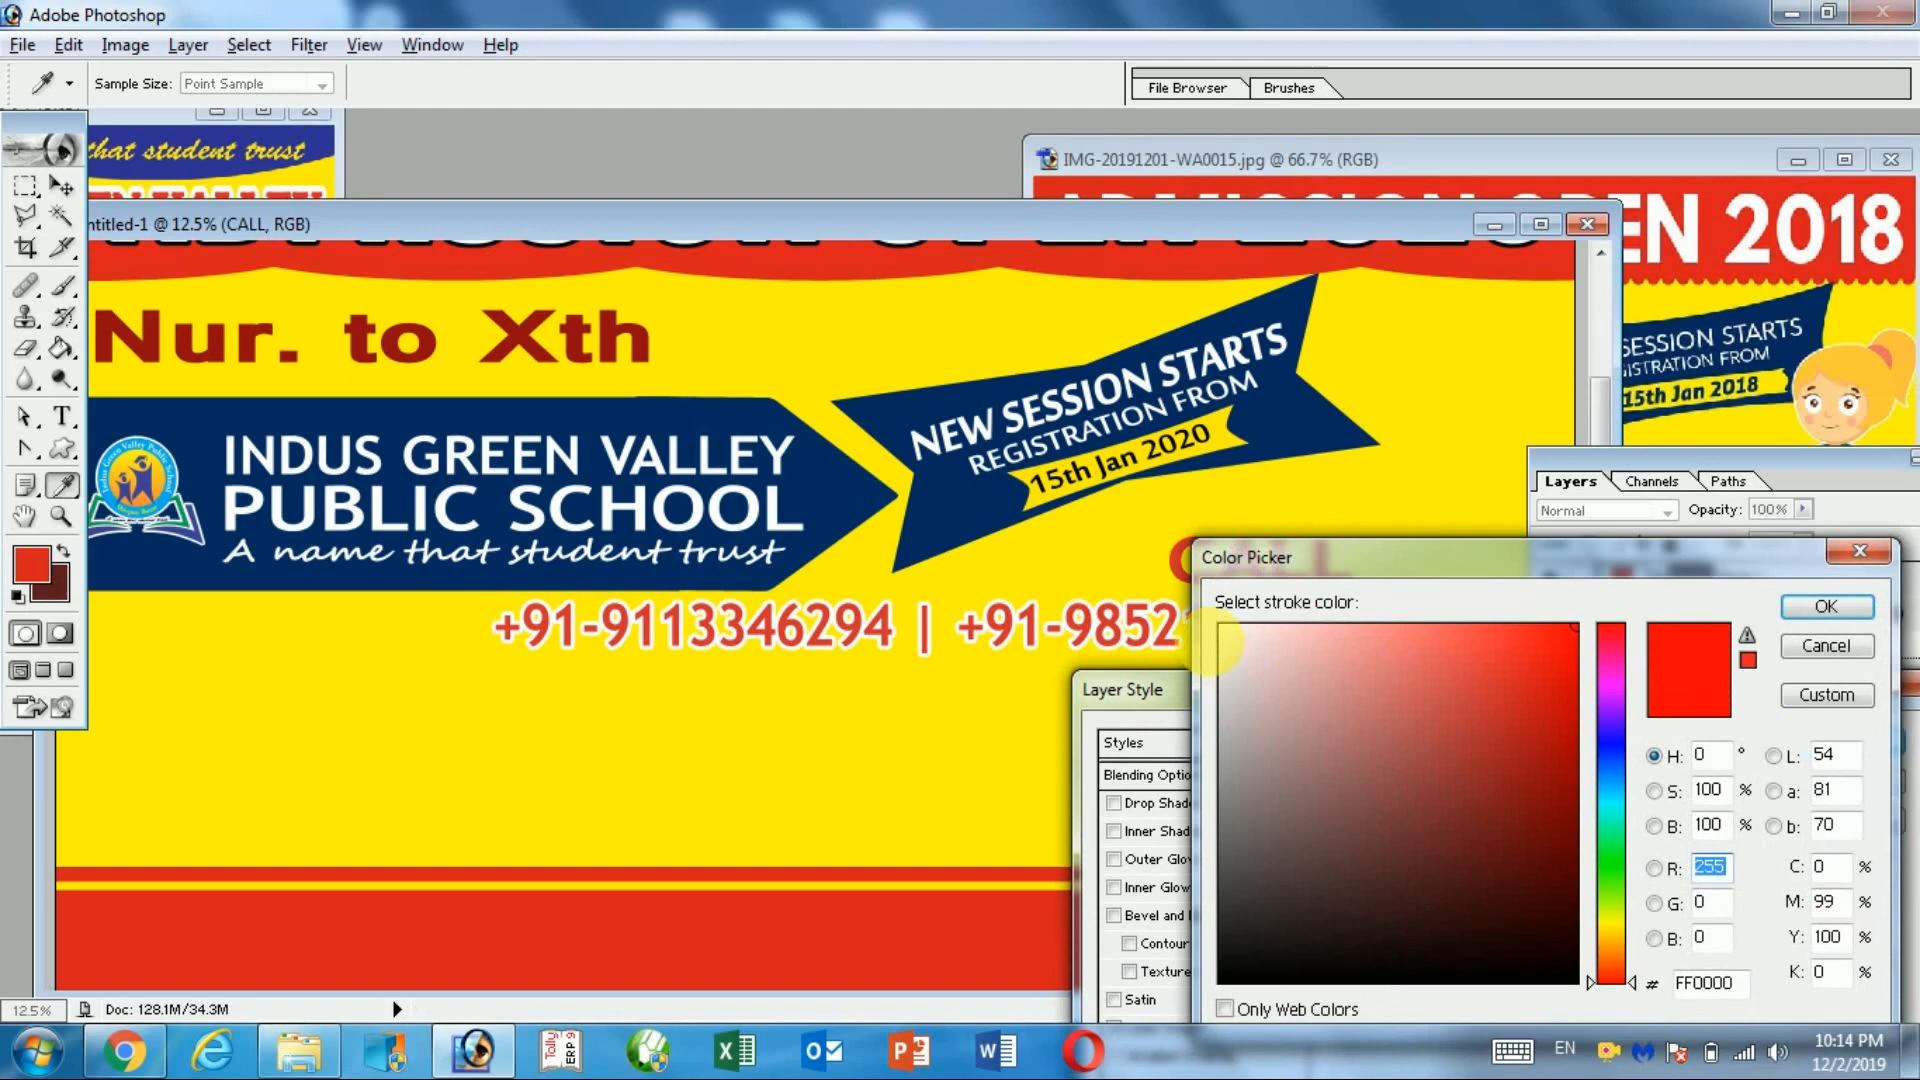 Adobe Photoshop
File Edit Image Layer Select Filter View Window Help
Sample Size: Point Sample
File Browser Brushes
that student trust
IMG-20191201-WA0015.jpg @ 66.7% (RGB)
EN 2018
SESSION STARTS
ISTRATION FROM
15th Jan 2018
ntitled-1 @ 12.5% (CALL, RGB)
Nur. to Xth
INDUS GREEN VALLEY
PUBLIC SCHOOL
A name that student trust
NEW SESSION STARTS
REGISTRATION FROM
15th Jan 2020
+91-9113346294 | +91-9852
Layers Channels Paths
Normal Opacity: 100%
Layer Style
Styles
Blending Optio
Drop Shado
Inner Shad
Outer Glov
Inner Glow
Bevel and
Contour
Texture
Satin
Color Picker
Select stroke color:
OK
Cancel
Custom
H: 0 ° L: 54
S: 100 % a: 81
B: 100 % b: 70
R: 255 C: 0 %
G: 0 M: 99 %
B: 0 Y: 100 %
# FF0000 K: 0 %
Only Web Colors
12.5% Doc: 128.1M/34.3M
Tally ERP 9
EN
10:14 PM
12/2/2019